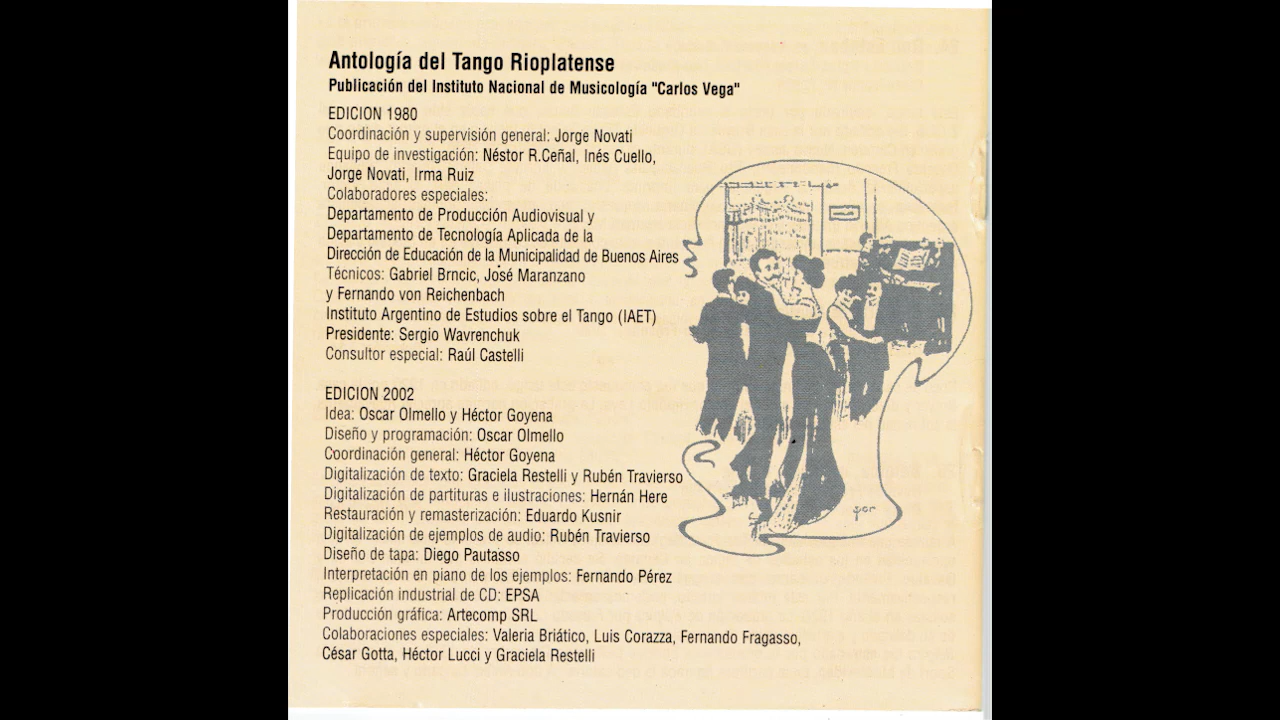 Antología del Tango Rioplatense
Publicación del Instituto Nacional de Musicología "Carlos Vega"
EDICION 1980
Coordinación y supervisión general: Jorge Novati
Equipo de investigación: Néstor R.Ceñal, Inés Cuello,
Jorge Novati, Irma Ruiz
Colaboradores especiales:
Departamento de Producción Audiovisual y
Departamento de Tecnología Aplicada de la
Dirección de Educación de la Municipalidad de Buenos Aires
Técnicos: Gabriel Brncic, José Maranzano
y Fernando von Reichenbach
Instituto Argentino de Estudios sobre el Tango (IAET)
Presidente: Sergio Wavrenchuk
Consultor especial: Raúl Castelli
EDICION 2002
Idea: Oscar Olmello y Héctor Goyena
Diseño y programación: Oscar Olmello
Coordinación general: Héctor Goyena
Digitalización de texto: Graciela Restelli y Rubén Travierso
Digitalización de partituras e ilustraciones: Hernán Here
Restauración y remasterización: Eduardo Kusnir
Digitalización de ejemplos de audio: Rubén Travierso
Diseño de tapa: Diego Pautasso
Interpretación en piano de los ejemplos: Fernando Pérez
Replicación industrial de CD: EPSA
Producción gráfica: Artecomp SRL
Colaboraciones especiales: Valeria Briático, Luis Corazza, Fernando Fragasso,
César Gotta, Héctor Lucci y Graciela Restelli